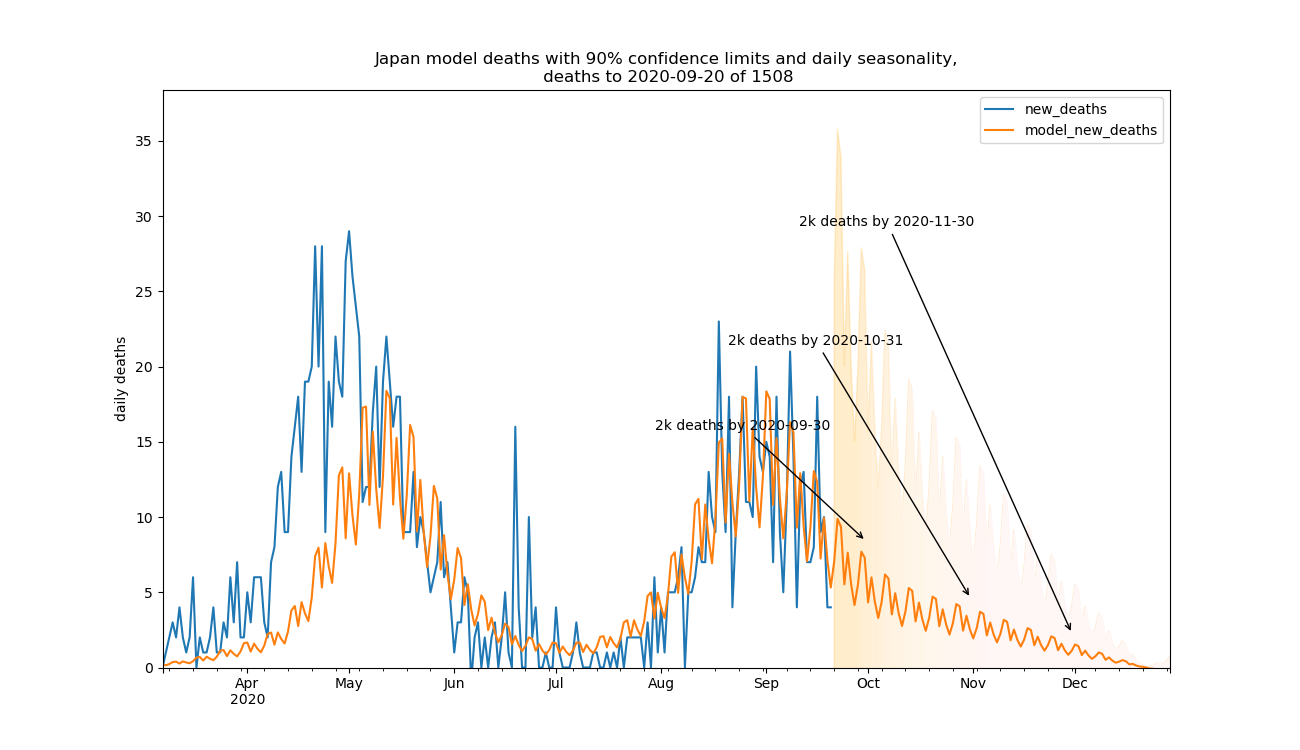 Japan model deaths with 90% confidence limits and daily seasonality,
deaths to 2020-09-20 of 1508
new_deaths
model_new_deaths
35
30
25
20
15
10
5
0
daily deaths
2k deaths by 2020-11-30
2k deaths by 2020-10-31
2k deaths by 2020-09-30
Apr
2020
May
Jun
Jul
Aug
Sep
Oct
Nov
Dec